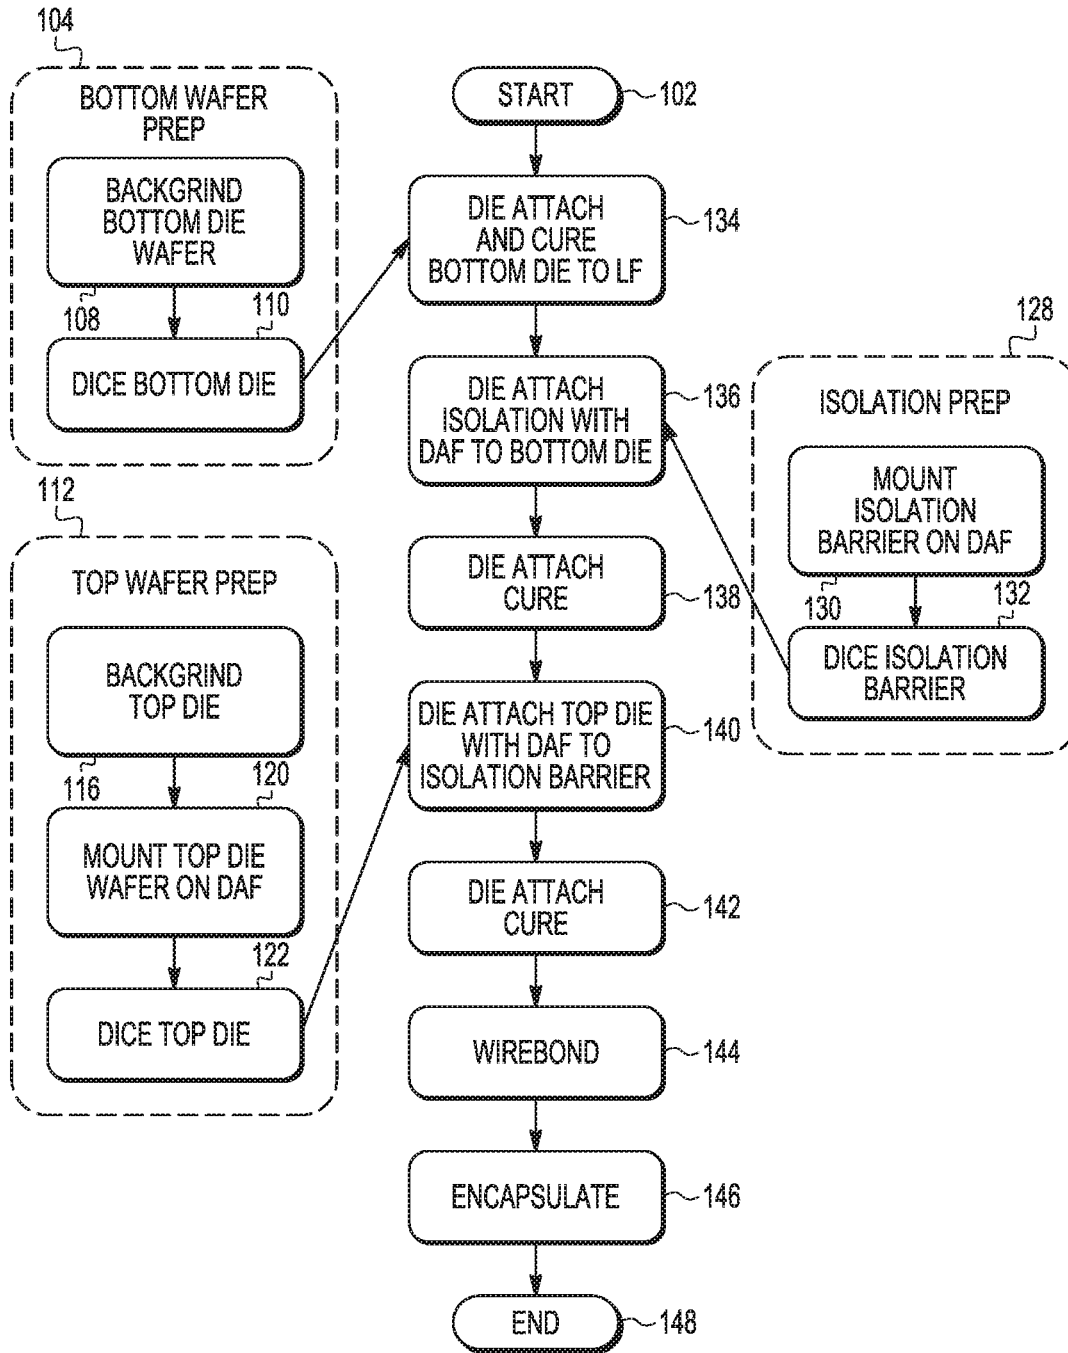 104
BOTTOM WAFER
PREP
BACKGRIND
BOTTOM DIE
WAFER
108
110
DICE BOTTOM DIE
112
TOP WAFER PREP
BACKGRIND
TOP DIE
116
120
MOUNT TOP DIE
WAFER ON DAF
122
DICE TOP DIE
START
102
DIE ATTACH
AND CURE
BOTTOM DIE TO LF
134
DIE ATTACH
ISOLATION WITH
DAF TO BOTTOM DIE
136
DIE ATTACH
CURE
138
DIE ATTACH TOP DIE
WITH DAF TO
ISOLATION BARRIER
140
DIE ATTACH
CURE
142
WIREBOND
144
ENCAPSULATE
146
END
148
128
ISOLATION PREP
MOUNT
ISOLATION
BARRIER ON DAF
130
132
DICE ISOLATION
BARRIER